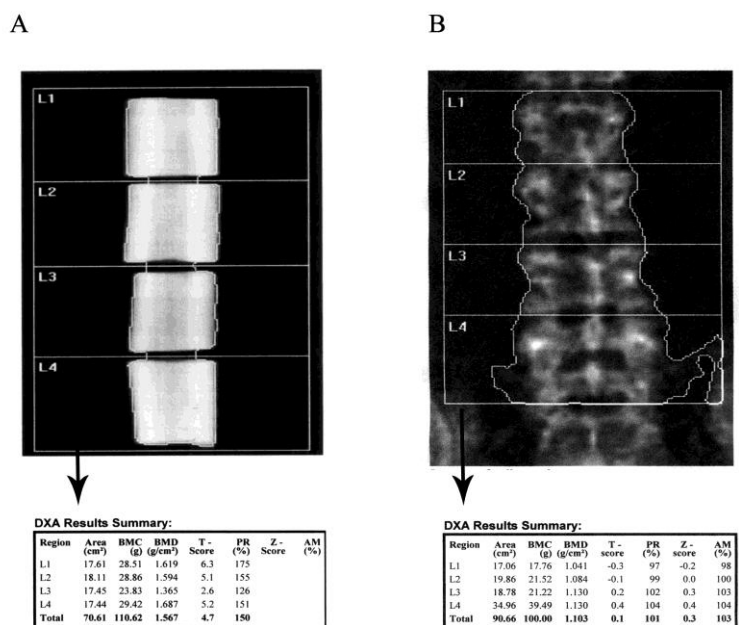 A
B
L1
L2
L3
L4
L1
L2
L3
L4
DXA Results Summary:
Region Area (cm²) BMC (g) BMD (g/cm²) T - Score PR (%) Z - Score AM (%)
L1 17.61 28.51 1.619 6.3 175
L2 18.11 28.86 1.594 5.1 155
L3 17.45 23.83 1.365 2.6 126
L4 17.44 29.42 1.687 5.2 151
Total 70.61 110.62 1.567 4.7 150
DXA Results Summary:
Region Area (cm²) BMC (g) BMD (g/cm²) T - score PR (%) Z - score AM (%)
L1 17.06 17.76 1.041 -0.3 97 -0.2 98
L2 19.86 21.52 1.084 -0.1 99 0.0 100
L3 18.78 21.22 1.130 0.2 102 0.3 103
L4 34.96 39.49 1.130 0.4 104 0.4 104
Total 90.66 100.00 1.103 0.1 101 0.3 103